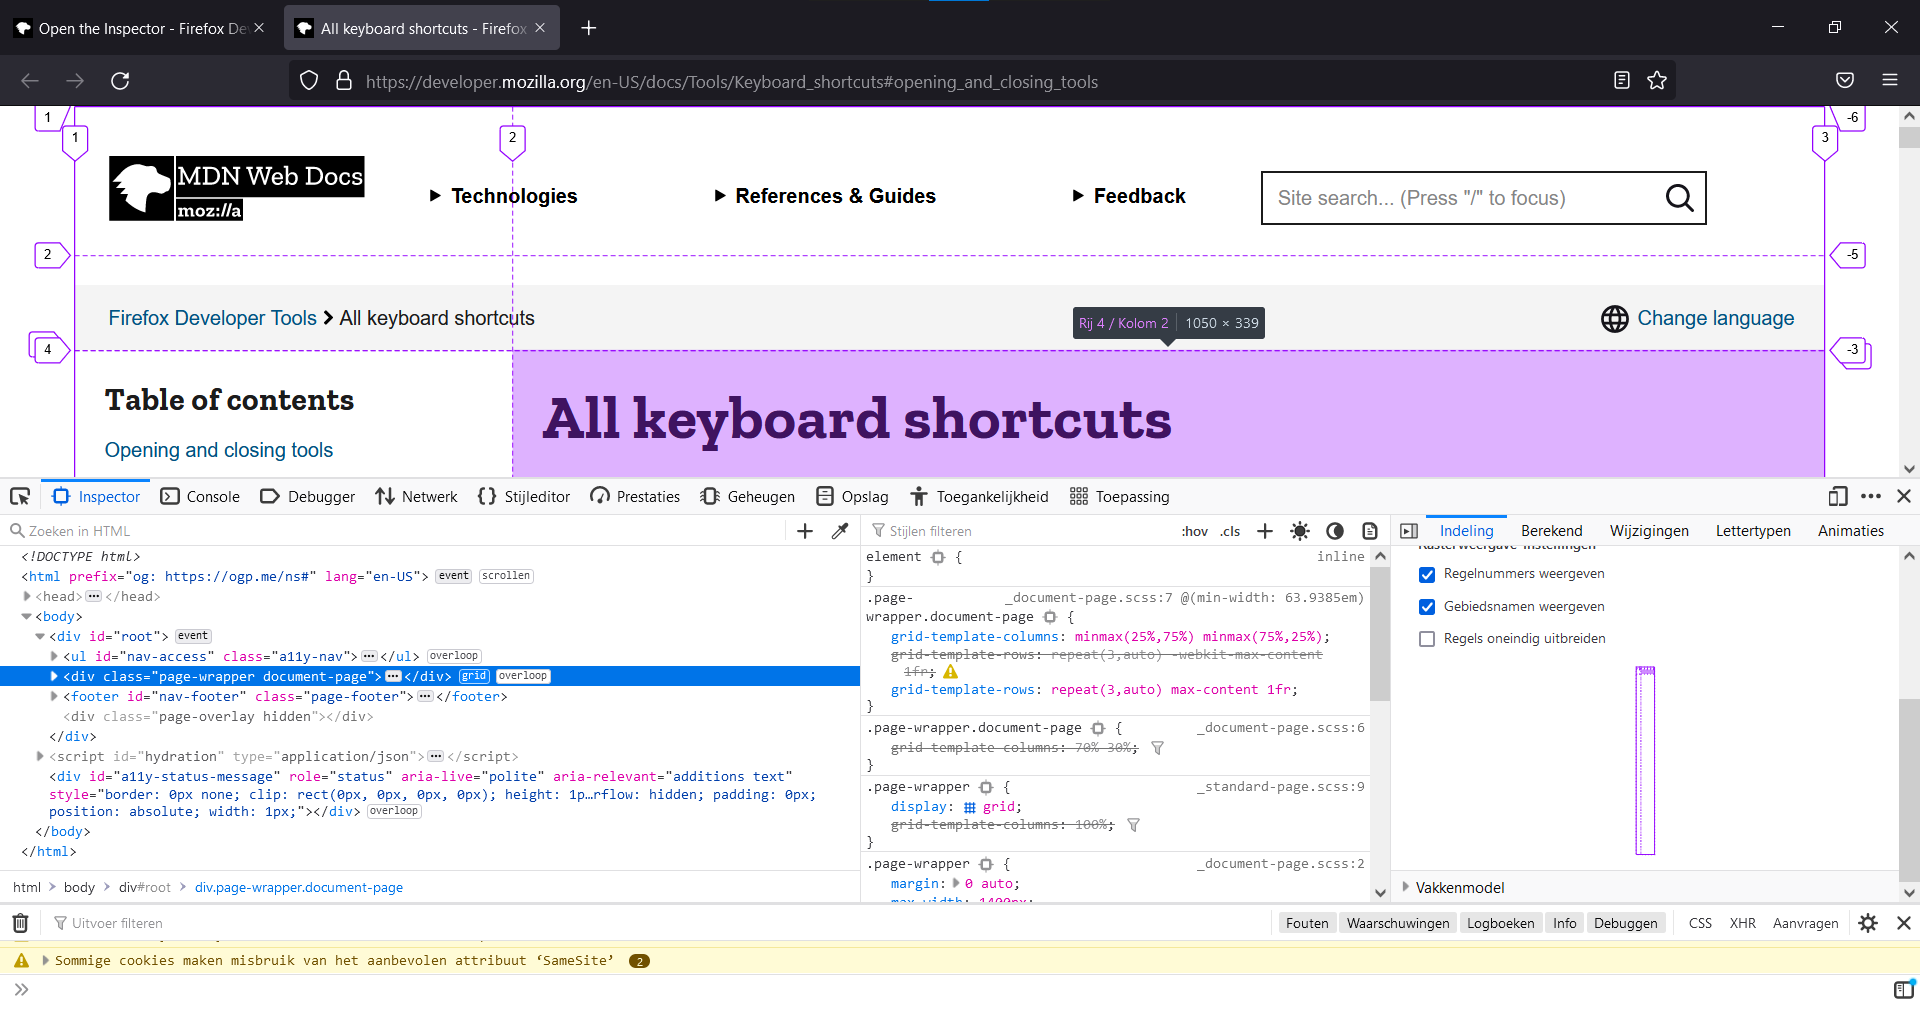 Open the Inspector - Firefox De
All keyboard shortcuts - Firefox
https://developer.mozilla.org/en-US/docs/Tools/Keyboard_shortcuts#opening_and_closing_tools
1
-6
1
2
3
MDN Web Docs
moz://a
Technologies
References & Guides
Feedback
Site search... (Press "/" to focus)
2
-5
Firefox Developer Tools
All keyboard shortcuts
Rij 4 / Kolom 2
1050 × 339
Change language
4
-3
Table of contents
All keyboard shortcuts
Opening and closing tools
Inspector
Console
Debugger
Netwerk
Stijleditor
Prestaties
Geheugen
Opslag
Toegankelijkheid
Toepassing
Zoeken in HTML
<!DOCTYPE html>
<html prefix="og: https://ogp.me/ns#" lang="en-US"> event scrollen
<head></head>
<body>
<div id="root"> event
<ul id="nav-access" class="a11y-nav"></ul> overloop
<div class="page-wrapper document-page"></div> grid overloop
<footer id="nav-footer" class="page-footer"></footer>
<div class="page-overlay hidden"></div>
</div>
<script id="hydration" type="application/json"></script>
<div id="a11y-status-message" role="status" aria-live="polite" aria-relevant="additions text"
style="border: 0px none; clip: rect(0px, 0px, 0px, 0px); height: 1p…rflow: hidden; padding: 0px;
position: absolute; width: 1px;"></div> overloop
</body>
</html>
html
body
div#root
div.page-wrapper.document-page
Stijlen filteren
:hov
.cls
element {
inline
}
.page-
_document-page.scss:7 @(min-width: 63.9385em)
wrapper.document-page {
grid-template-columns: minmax(25%,75%) minmax(75%,25%);
grid-template-rows: repeat(3,auto) -webkit-max-content
1fr;
grid-template-rows: repeat(3,auto) max-content 1fr;
}
.page-wrapper.document-page {
_document-page.scss:6
grid-template-columns: 70% 30%;
}
.page-wrapper {
_standard-page.scss:9
display: grid;
grid-template-columns: 100%;
}
.page-wrapper {
_document-page.scss:2
margin: 0 auto;
max-width: 1400px;
Indeling
Berekend
Wijzigingen
Lettertypen
Animaties
Rasterweergave-instellingen
Regelnummers weergeven
Gebiedsnamen weergeven
Regels oneindig uitbreiden
Vakkenmodel
Uitvoer filteren
Fouten
Waarschuwingen
Logboeken
Info
Debuggen
CSS
XHR
Aanvragen
Sommige cookies maken misbruik van het aanbevolen attribuut ‘SameSite’ 2